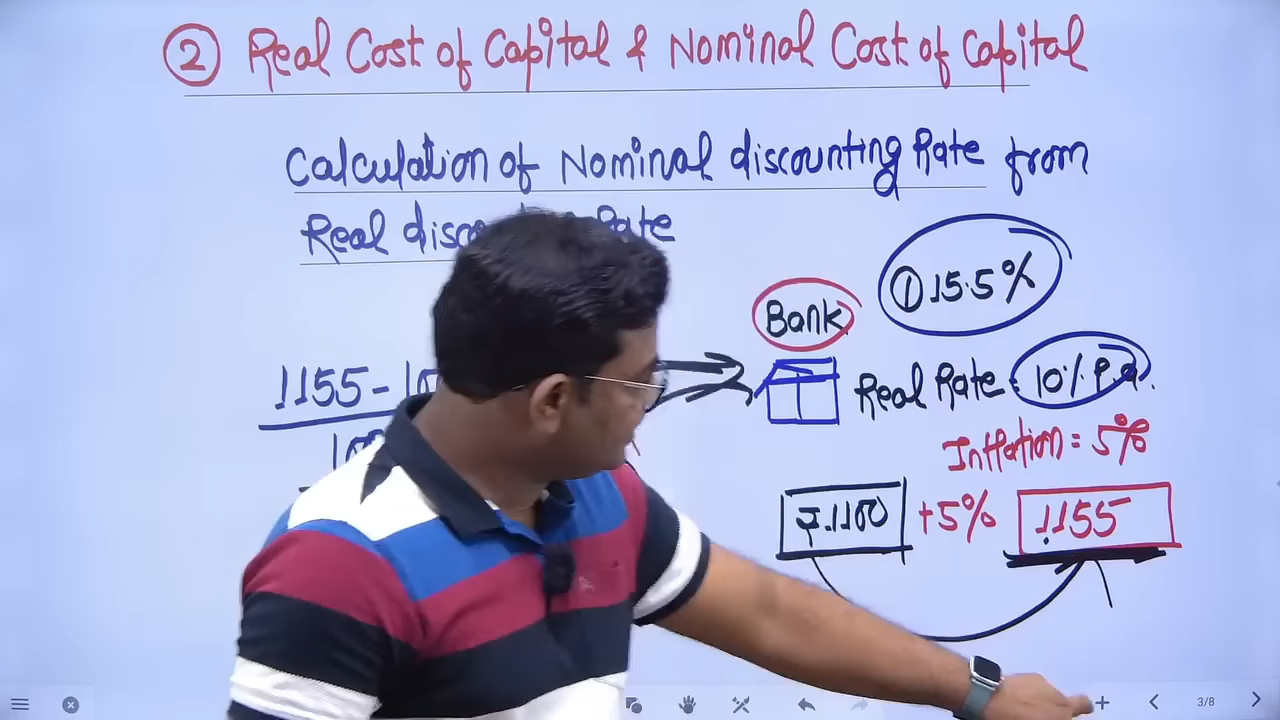 ② Real Cost of Capital & Nominal Cost of Capital
Calculation of Nominal discounting Rate from
Real Rate
① 15.5%
Bank
1155 -
Real Rate = 10% P.a.
Inflation = 5%
₹.1100 +5% 1155
3/8